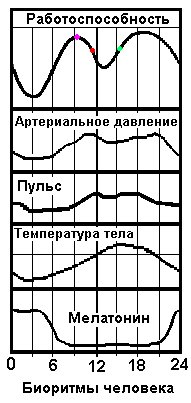 Работоспособность
Артериальное давление
Пульс
Температура тела
Мелатонин
0 6 12 18 24
Биоритмы человека